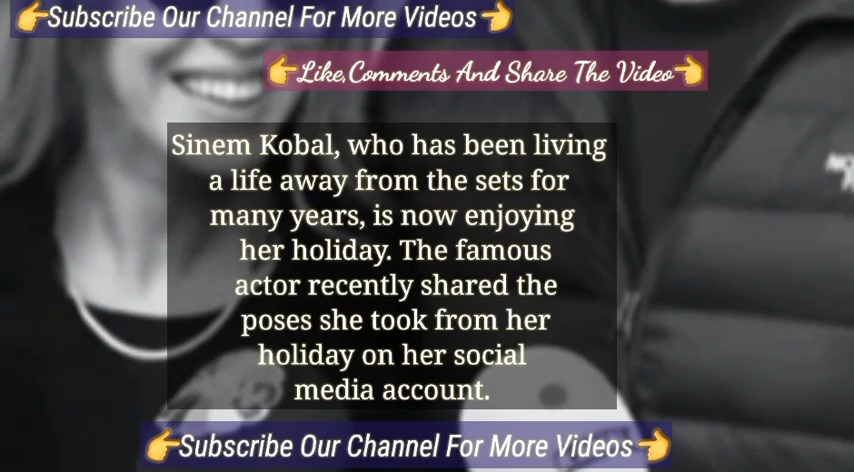 👉Subscribe Our Channel For More Videos👈
👉Like,Comments And Share The Video👈
Sinem Kobal, who has been living
a life away from the sets for
many years, is now enjoying
her holiday. The famous
actor recently shared the
poses she took from her
holiday on her social
media account.
👉Subscribe Our Channel For More Videos👈